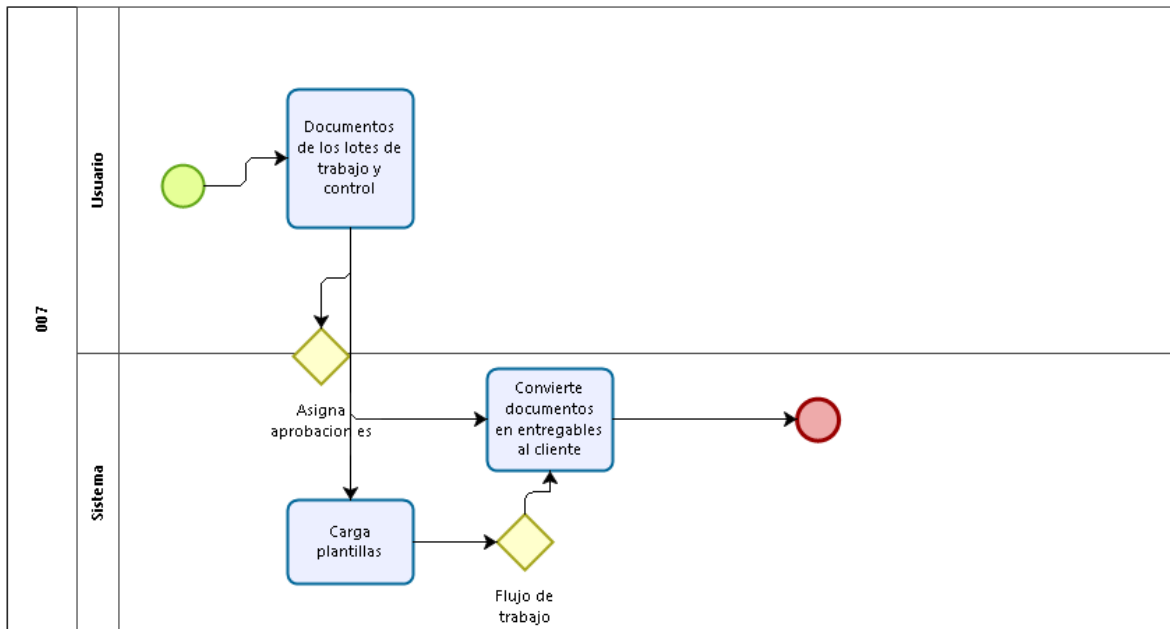 007
Usuario
Documentos
de los lotes de
trabajo y
control
Sistema
Asigna
aprobaciones
Convierte
documentos
en entregables
al cliente
Carga
plantillas
Flujo de
trabajo